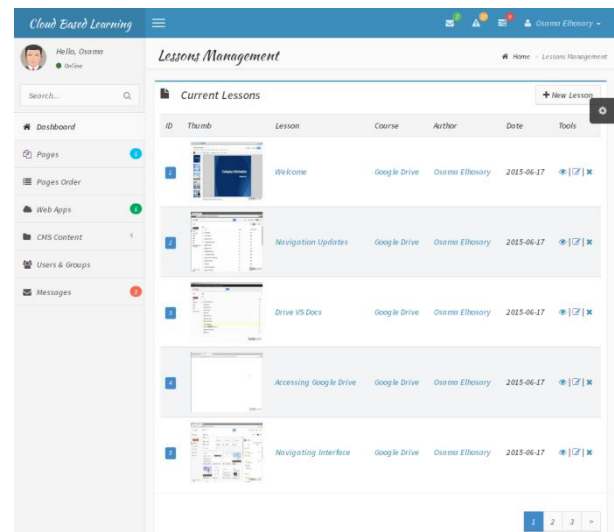 Cloud Based Learning
Osama Elhosary
Hello, Osama
Online
Search...
Dashboard
Pages
Pages Order
Web Apps
CMS Content
Users & Groups
Messages
Lessons Management
Home Lessons Management
Current Lessons
+ New Lesson
ID Thumb Lesson Course Author Date Tools
1 Welcome Google Drive Osama Elhosary 2015-06-17 | |
2 Navigation Updates Google Drive Osama Elhosary 2015-06-17 | |
3 Drive VS Docs Google Drive Osama Elhosary 2015-06-17 | |
4 Accessing Google Drive Google Drive Osama Elhosary 2015-06-17 | |
5 Navigating Interface Google Drive Osama Elhosary 2015-06-17 | |
1 2 3 >